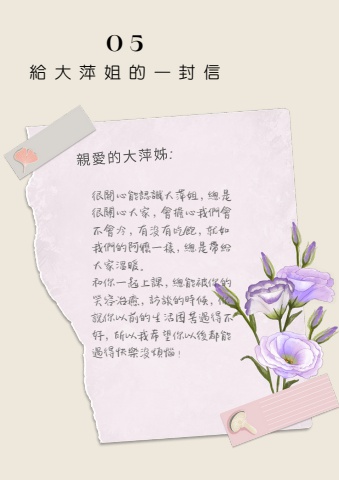 05
給大萍姐的一封信
親愛的大萍姊:
很開心能認識大萍姐，總是
很關心大家，會擔心我們會
不會冷，有沒有吃飽，就如
我們的阿嬤一樣，總是帶給
大家溫暖。
和你一起上課，總能被你的
笑容治癒，訪談的時候，你
說你以前的生活困苦過得不
好，所以我希望你以後都能
過得快樂沒煩惱！